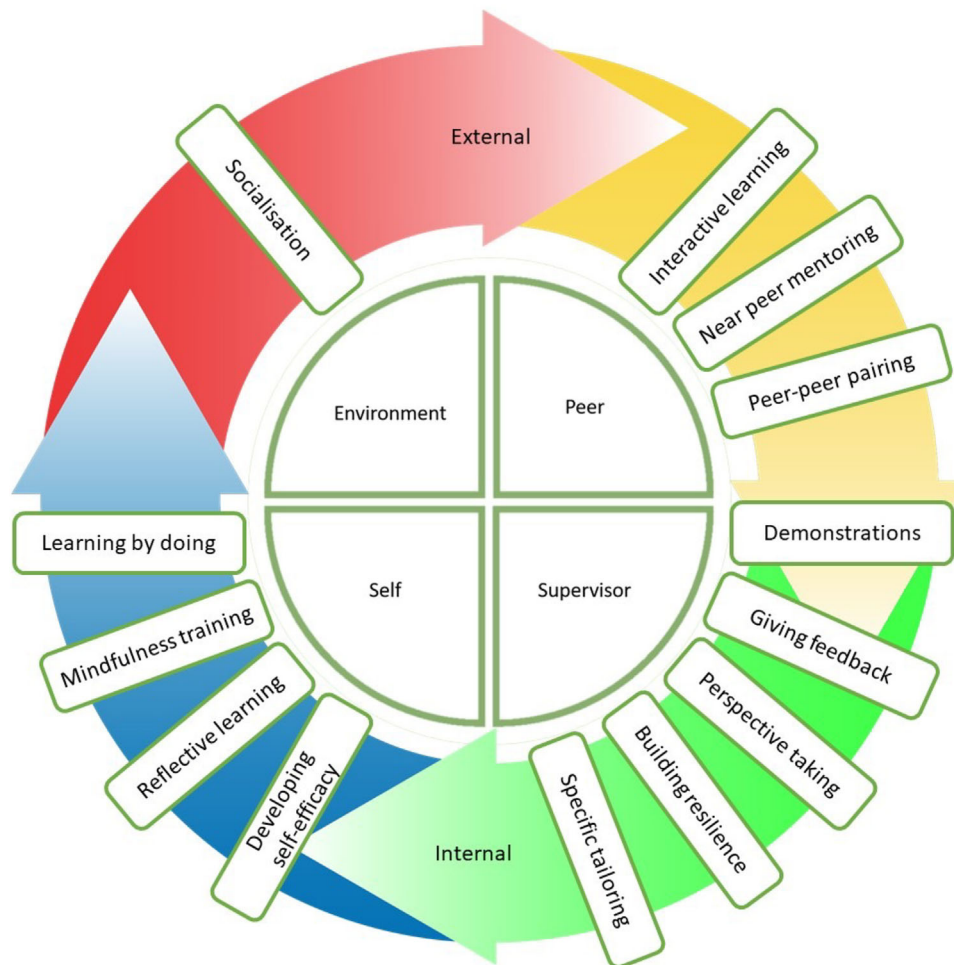 External
Socialisation
Interactive learning
Near peer mentoring
Peer-peer pairing
Environment
Peer
Self
Supervisor
Learning by doing
Demonstrations
Mindfulness training
Giving feedback
Reflective learning
Perspective taking
Developing
self-efficacy
Building resilience
Specific tailoring
Internal